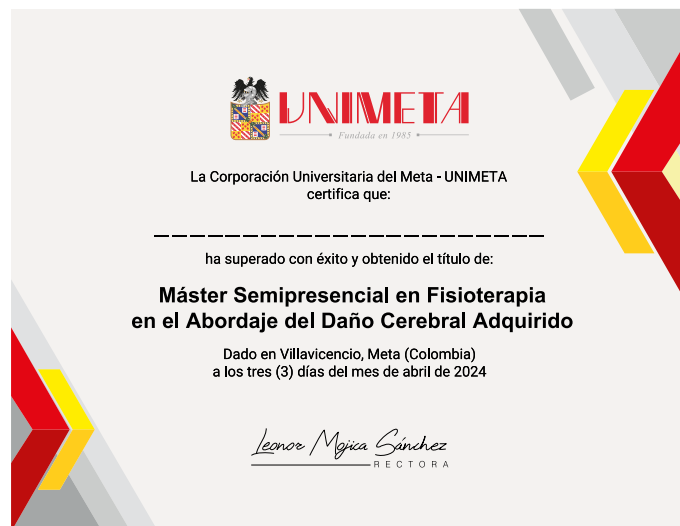 UNIMETA
Fundada en 1985
La Corporación Universitaria del Meta - UNIMETA
certifica que:
ha superado con éxito y obtenido el título de:
Máster Semipresencial en Fisioterapia
en el Abordaje del Daño Cerebral Adquirido
Dado en Villavicencio, Meta (Colombia)
a los tres (3) días del mes de abril de 2024
Leonor Mojica Sánchez
RECTORA